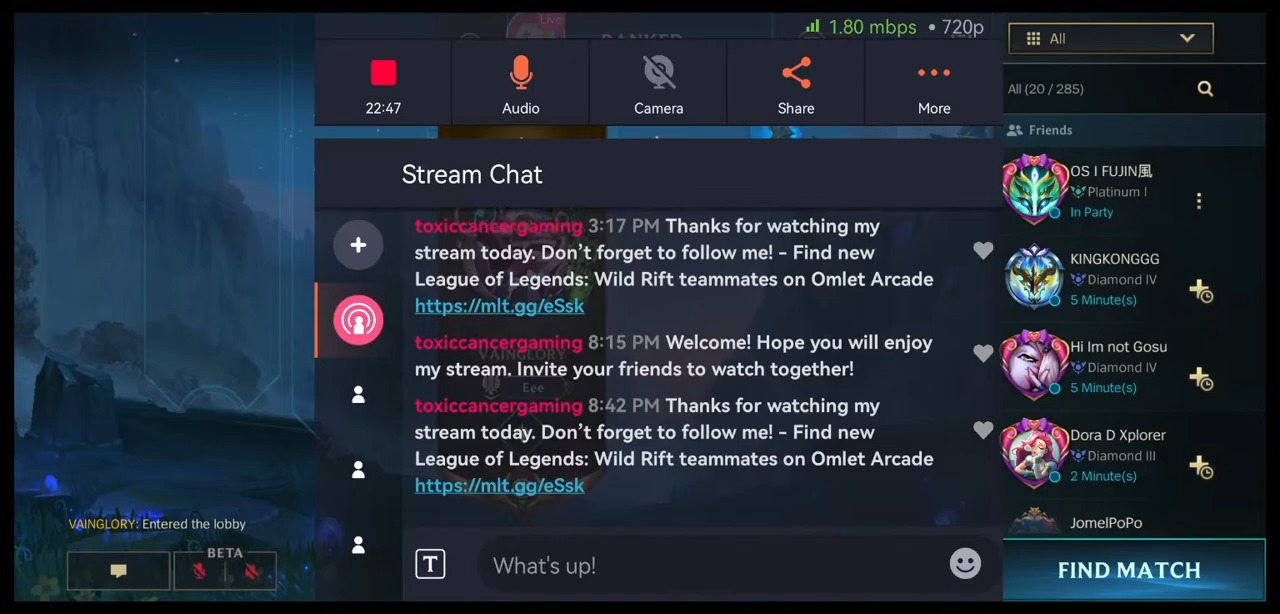 Live
RANKED
1.80 mbps • 720p
22:47
Audio
Camera
Share
More
All
All (20 / 285)
Friends
Stream Chat
toxiccancergaming 3:17 PM Thanks for watching my
stream today. Don’t forget to follow me! - Find new
League of Legends: Wild Rift teammates on Omlet Arcade
https://mlt.gg/eSsk
toxiccancergaming 8:15 PM Welcome! Hope you will enjoy
my stream. Invite your friends to watch together!
toxiccancergaming 8:42 PM Thanks for watching my
stream today. Don’t forget to follow me! - Find new
League of Legends: Wild Rift teammates on Omlet Arcade
https://mlt.gg/eSsk
VAINGLORY
Eee
OS I FUJIN風
Platinum I
In Party
KINGKONGGG
Diamond IV
5 Minute(s)
Hi Im not Gosu
Diamond IV
5 Minute(s)
Dora D Xplorer
Diamond III
2 Minute(s)
JomelPoPo
VAINGLORY: Entered the lobby
BETA
T
What's up!
FIND MATCH